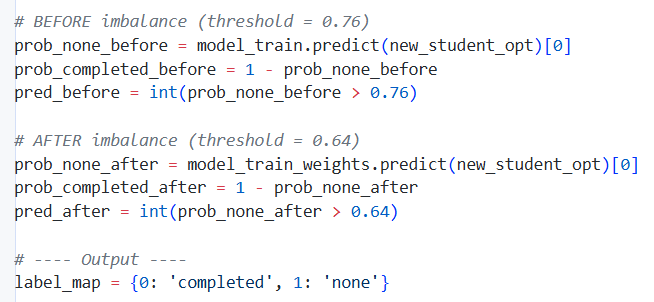 # BEFORE imbalance (threshold = 0.76)
prob_none_before = model_train.predict(new_student_opt)[0]
prob_completed_before = 1 - prob_none_before
pred_before = int(prob_none_before > 0.76)
# AFTER imbalance (threshold = 0.64)
prob_none_after = model_train_weights.predict(new_student_opt)[0]
prob_completed_after = 1 - prob_none_after
pred_after = int(prob_none_after > 0.64)
# ---- Output ----
label_map = {0: 'completed', 1: 'none'}